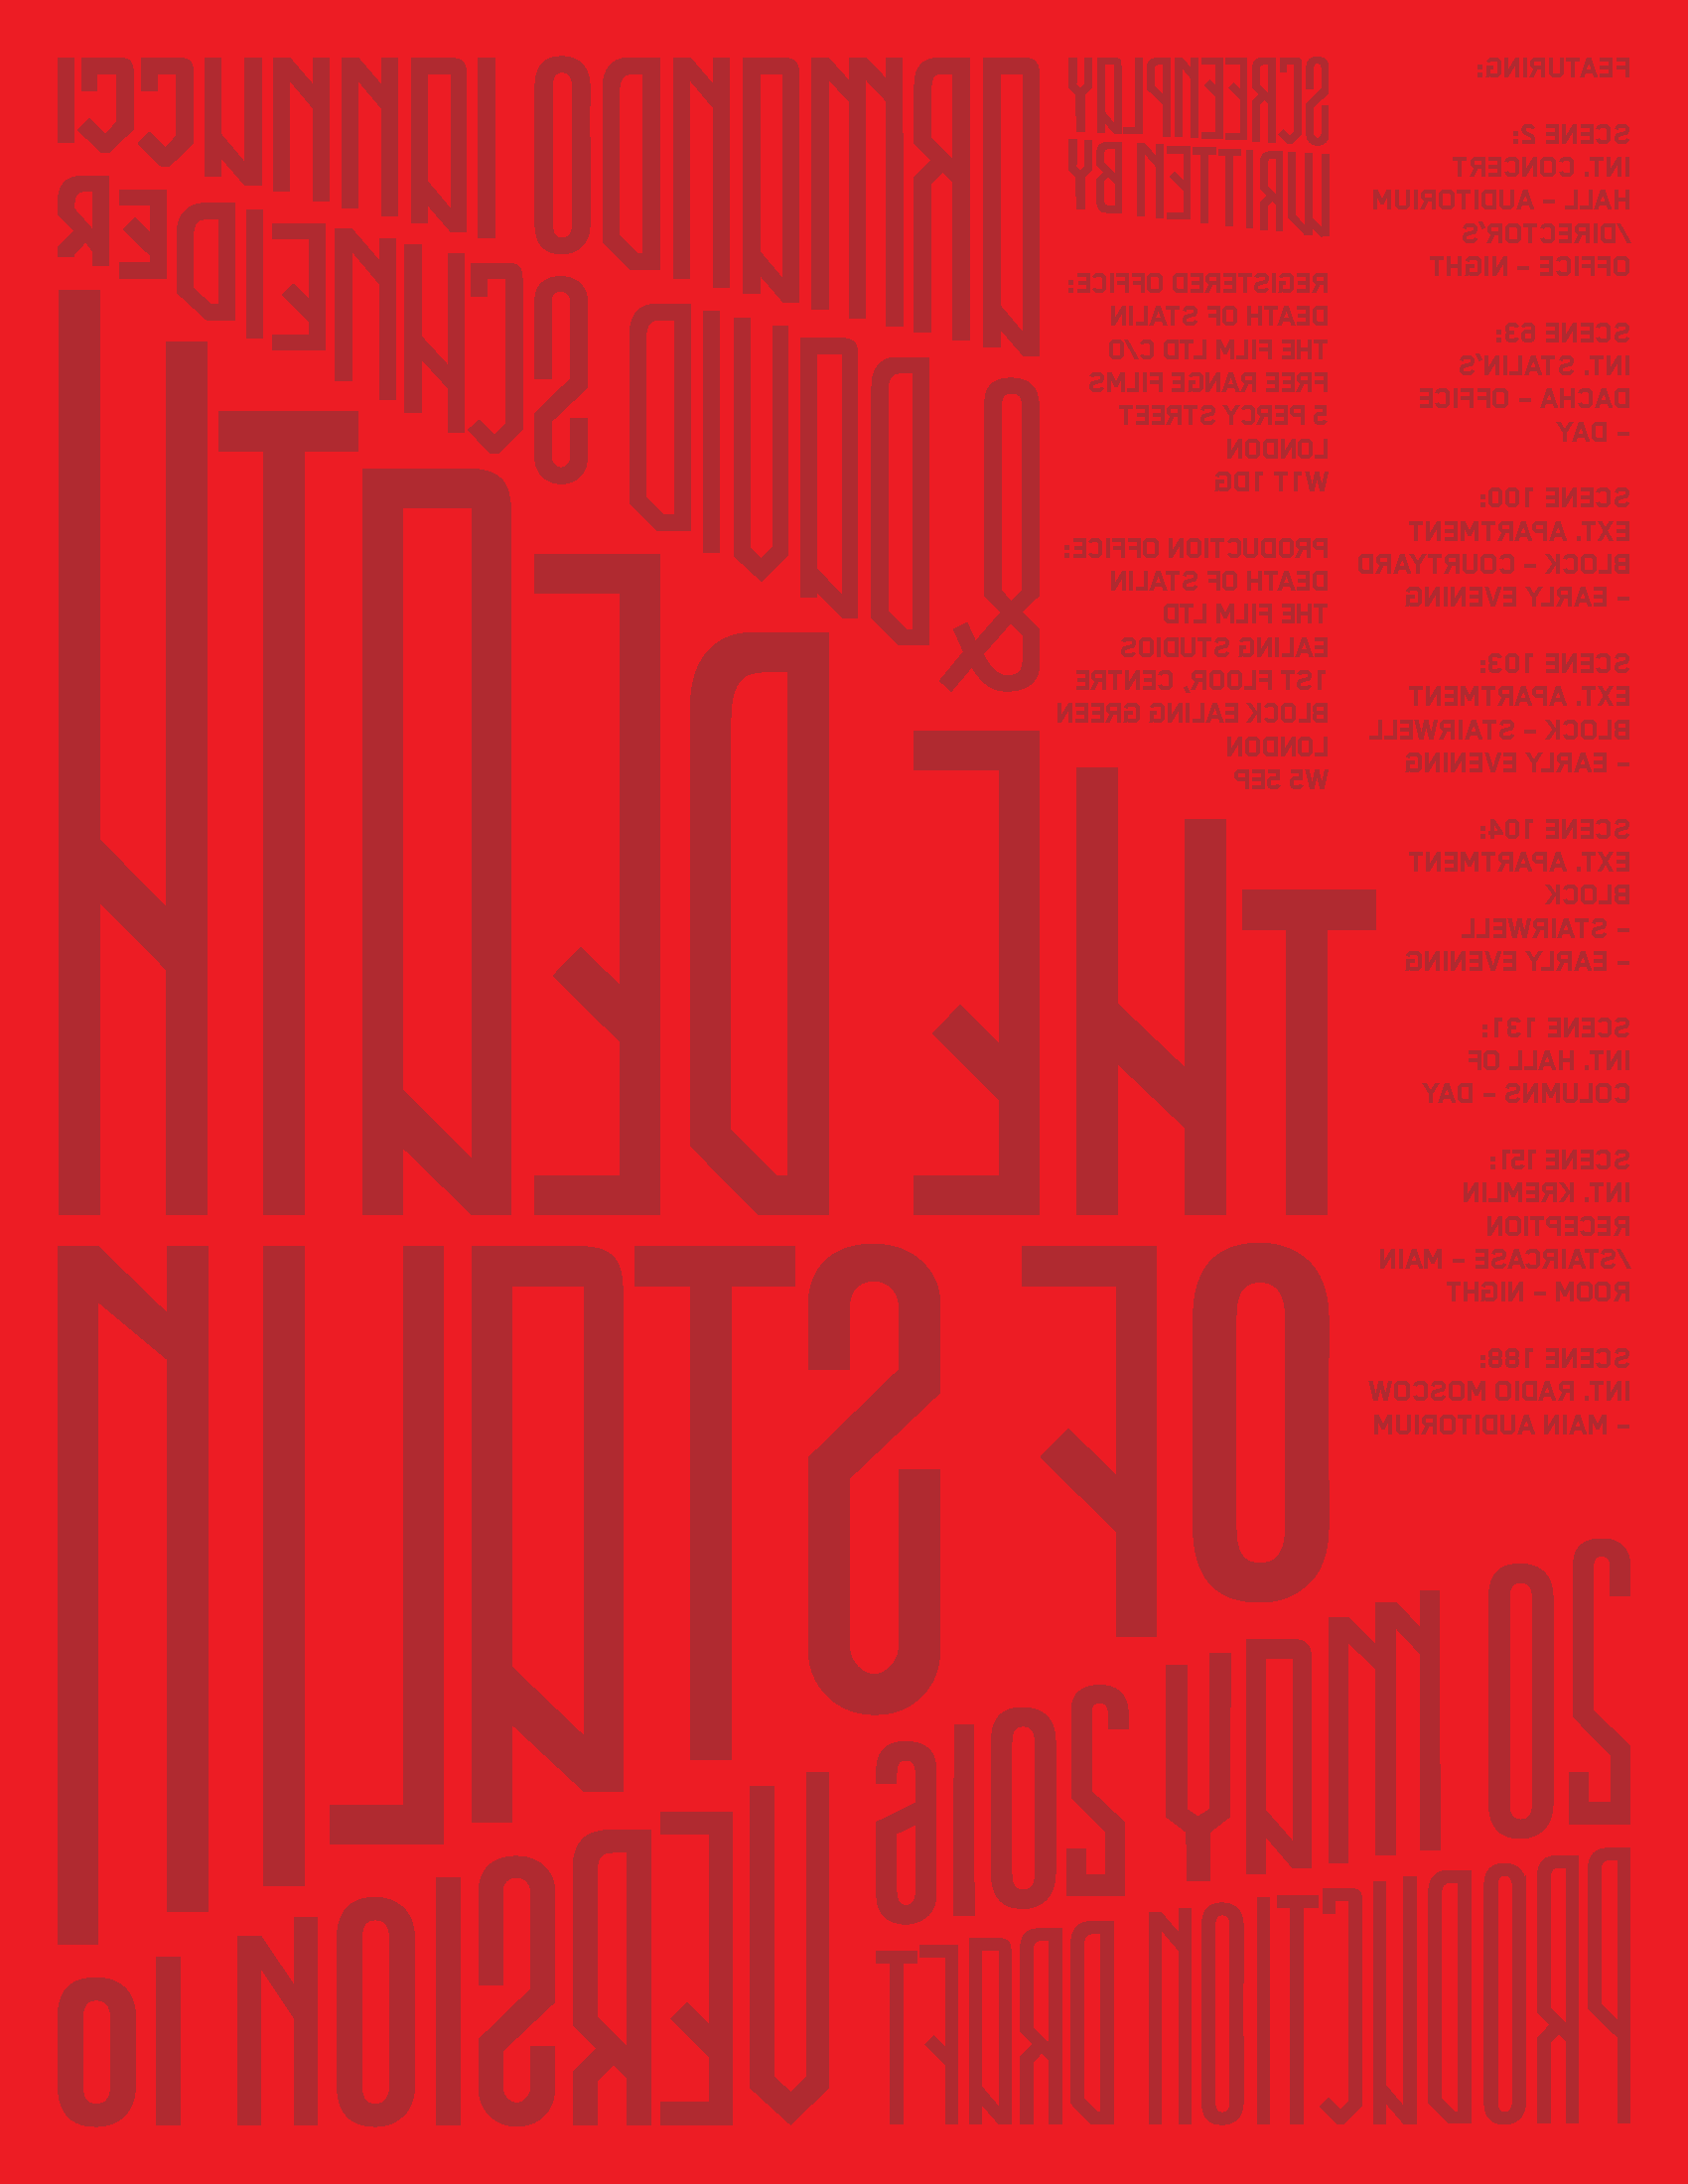 FEATURING:
SCENE 2:
INT. CONCERT
HALL – AUDITORIUM
/DIRECTOR'S
OFFICE – NIGHT
SCENE 63:
INT. STALIN'S
DACHA – OFFICE
– DAY
SCENE 100:
EXT. APARTMENT
BLOCK – COURTYARD
– EARLY EVENING
SCENE 103:
EXT. APARTMENT
BLOCK – STAIRWELL
– EARLY EVENING
SCENE 104:
EXT. APARTMENT
BLOCK
– STAIRWELL
– EARLY EVENING
SCENE 131:
INT. HALL OF
COLUMNS – DAY
SCENE 151:
INT. KREMLIN
RECEPTION
/STAIRCASE – MAIN
ROOM – NIGHT
SCENE 188:
INT. RADIO MOSCOW
– MAIN AUDITORIUM
SCREENPLAY
WRITTEN BY
ARMANDO IANNUCCI
& DAVID SCHNEIDER
REGISTERED OFFICE:
DEATH OF STALIN
THE FILM LTD C/O
FREE RANGE FILMS
5 PERCY STREET
LONDON
W1T 1DG
PRODUCTION OFFICE:
DEATH OF STALIN
THE FILM LTD
EALING STUDIOS
1ST FLOOR, CENTRE
BLOCK EALING GREEN
LONDON
W5 5EP
THE DEATH
OF STALIN
20 MAY 2016
PRODUCTION DRAFT
VERSION 10